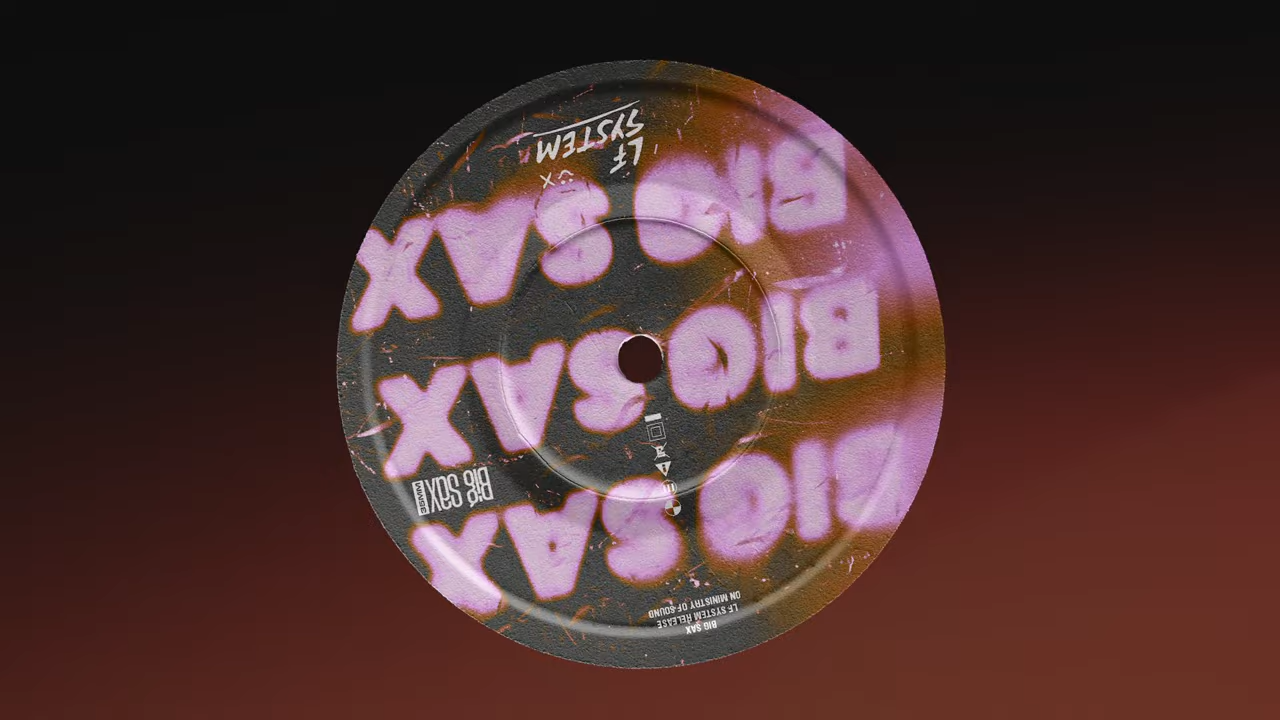 BIG SAX
LF SYSTEM RELEASE
ON MINISTRY OF SOUND
BIG SAX
Big Sax
BIG SAX
BIG SAX
LF
SYSTEM